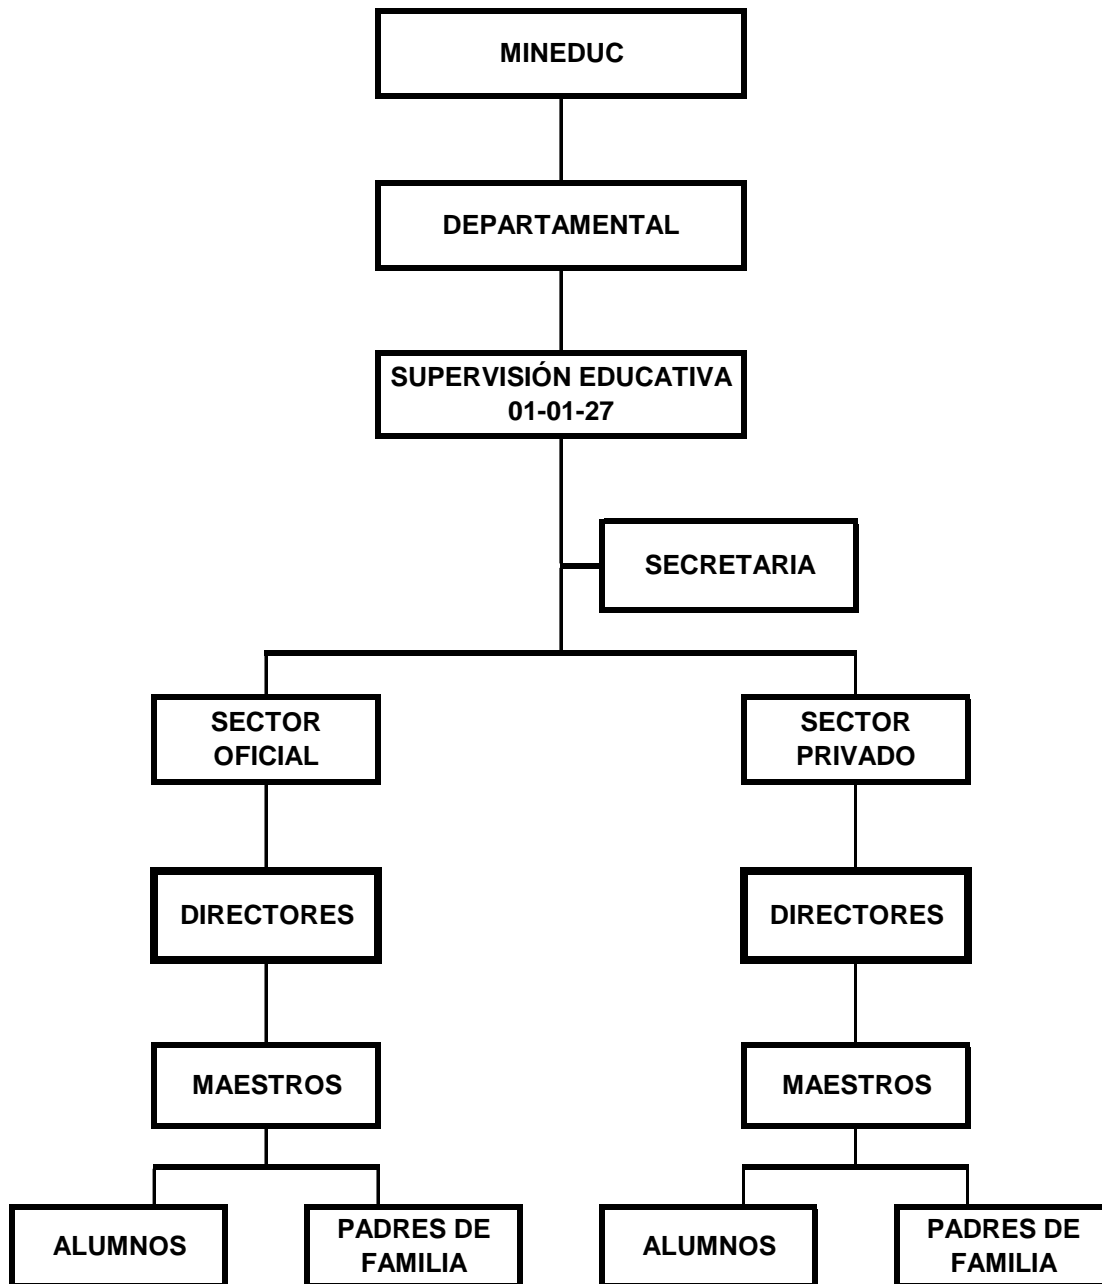 MINEDUC
DEPARTAMENTAL
SUPERVISIÓN EDUCATIVA
01-01-27
SECRETARIA
SECTOR
OFICIAL
SECTOR
PRIVADO
DIRECTORES
DIRECTORES
MAESTROS
MAESTROS
ALUMNOS
PADRES DE
FAMILIA
ALUMNOS
PADRES DE
FAMILIA